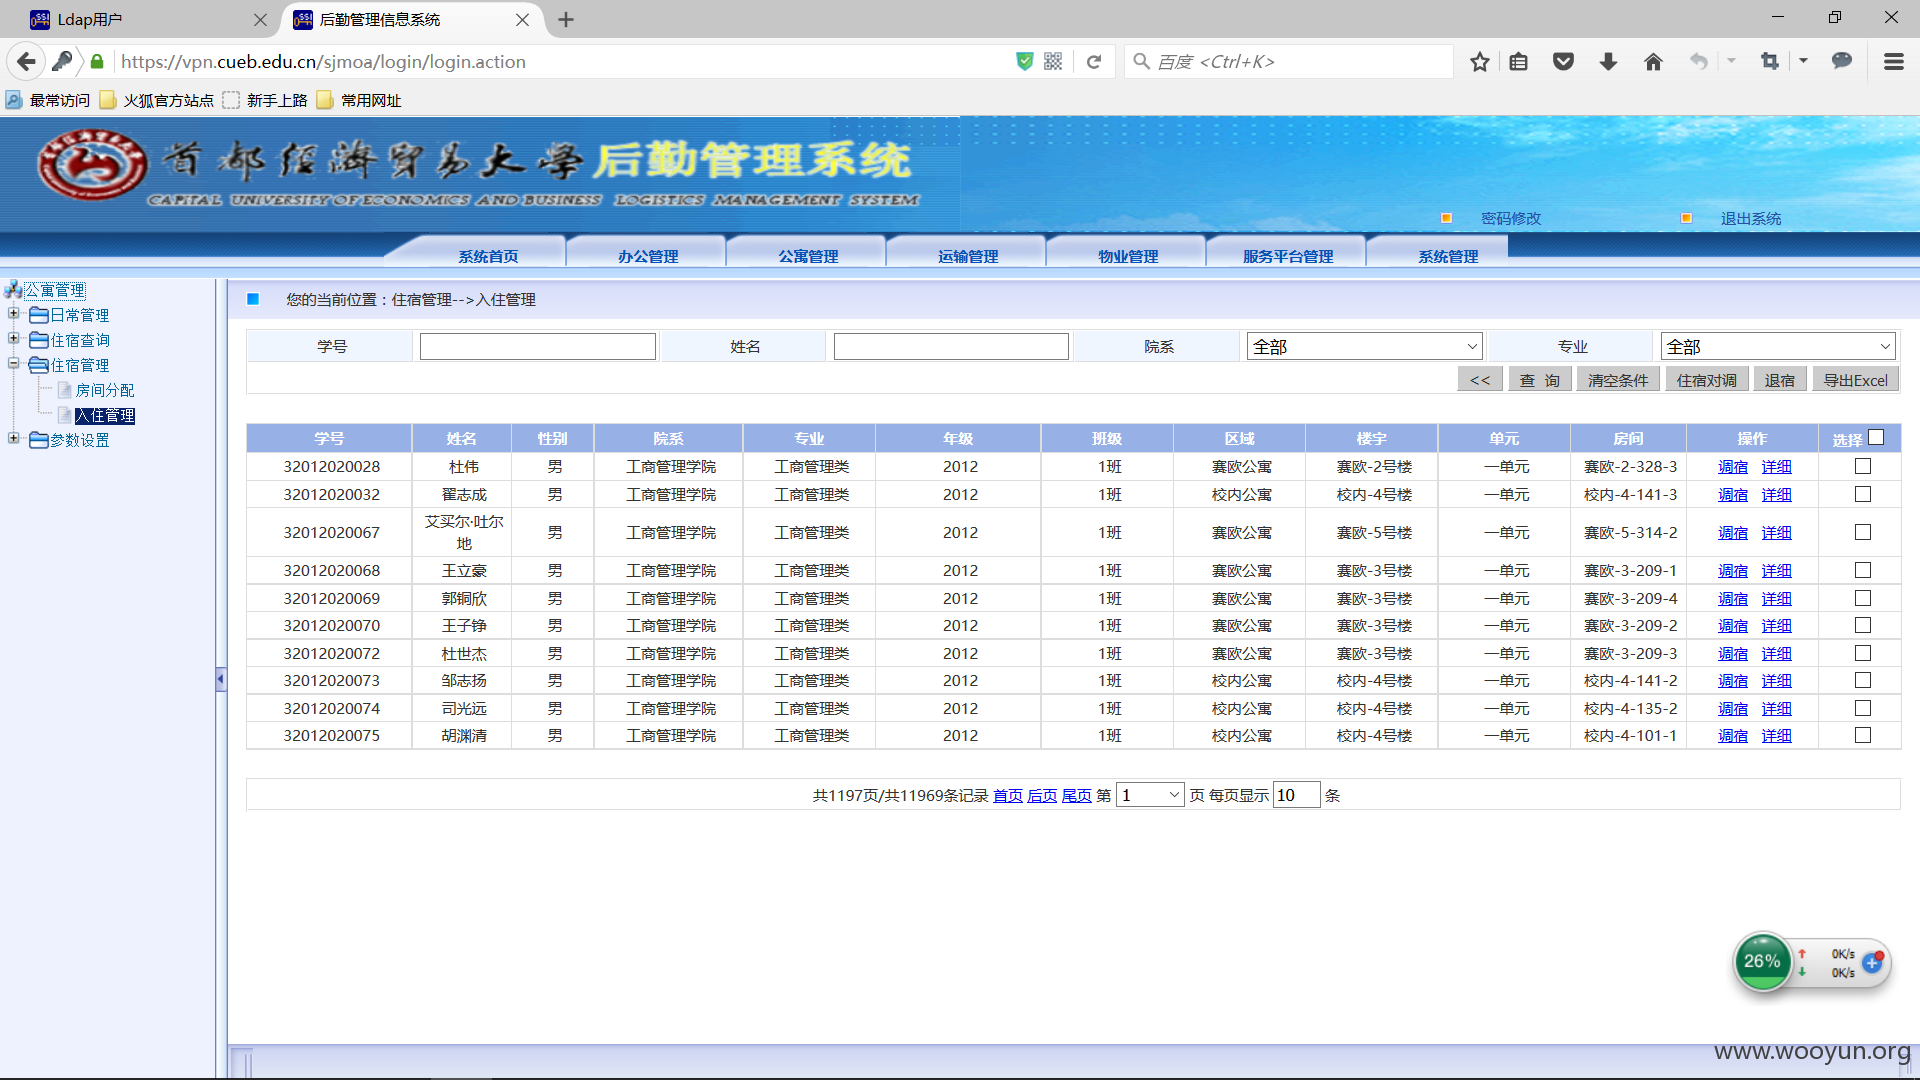 Ldap用户
后勤管理信息系统
https://vpn.cueb.edu.cn/sjmoa/login/login.action
百度 <Ctrl+K>
最常访问 火狐官方站点 新手上路 常用网址
首都经济贸易大学后勤管理系统
CAPITAL UNIVERSITY OF ECONOMICS AND BUSINESS LOGISTICS MANAGEMENT SYSTEM
密码修改 退出系统
系统首页 办公管理 公寓管理 运输管理 物业管理 服务平台管理 系统管理
公寓管理
日常管理
住宿查询
住宿管理
房间分配
入住管理
参数设置
您的当前位置：住宿管理-->入住管理
学号 姓名 院系 全部 专业 全部
<< 查 询 清空条件 住宿对调 退宿 导出Excel
学号 姓名 性别 院系 专业 年级 班级 区域 楼宇 单元 房间 操作 选择
32012020028 杜伟 男 工商管理学院 工商管理类 2012 1班 赛欧公寓 赛欧-2号楼 一单元 赛欧-2-328-3 调宿 详细
32012020032 翟志成 男 工商管理学院 工商管理类 2012 1班 校内公寓 校内-4号楼 一单元 校内-4-141-3 调宿 详细
32012020067 艾买尔·吐尔地 男 工商管理学院 工商管理类 2012 1班 赛欧公寓 赛欧-5号楼 一单元 赛欧-5-314-2 调宿 详细
32012020068 王立豪 男 工商管理学院 工商管理类 2012 1班 赛欧公寓 赛欧-3号楼 一单元 赛欧-3-209-1 调宿 详细
32012020069 郭铜欣 男 工商管理学院 工商管理类 2012 1班 赛欧公寓 赛欧-3号楼 一单元 赛欧-3-209-4 调宿 详细
32012020070 王子铮 男 工商管理学院 工商管理类 2012 1班 赛欧公寓 赛欧-3号楼 一单元 赛欧-3-209-2 调宿 详细
32012020072 杜世杰 男 工商管理学院 工商管理类 2012 1班 赛欧公寓 赛欧-3号楼 一单元 赛欧-3-209-3 调宿 详细
32012020073 邹志扬 男 工商管理学院 工商管理类 2012 1班 校内公寓 校内-4号楼 一单元 校内-4-141-2 调宿 详细
32012020074 司光远 男 工商管理学院 工商管理类 2012 1班 校内公寓 校内-4号楼 一单元 校内-4-135-2 调宿 详细
32012020075 胡渊清 男 工商管理学院 工商管理类 2012 1班 校内公寓 校内-4号楼 一单元 校内-4-101-1 调宿 详细
共1197页/共11969条记录 首页 后页 尾页 第 1 页 每页显示 10 条
26% 0K/s
0K/s
www.wooyun.org